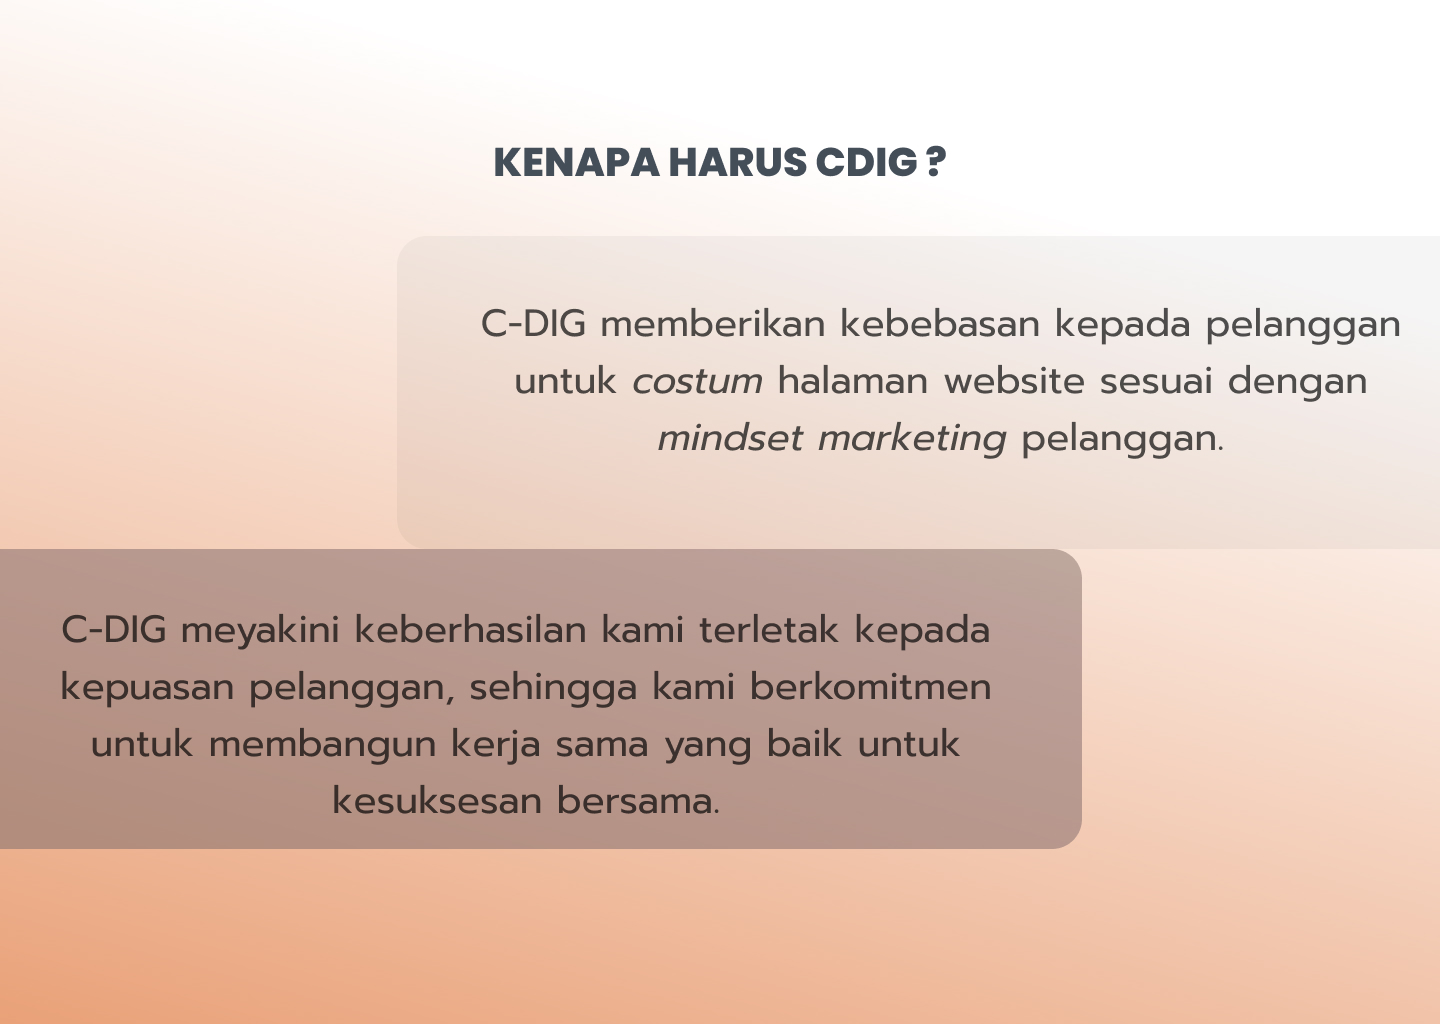 KENAPA HARUS CDIG ?
C-DIG memberikan kebebasan kepada pelanggan
untuk costum halaman website sesuai dengan
mindset marketing pelanggan.
C-DIG meyakini keberhasilan kami terletak kepada
kepuasan pelanggan, sehingga kami berkomitmen
untuk membangun kerja sama yang baik untuk
kesuksesan bersama.